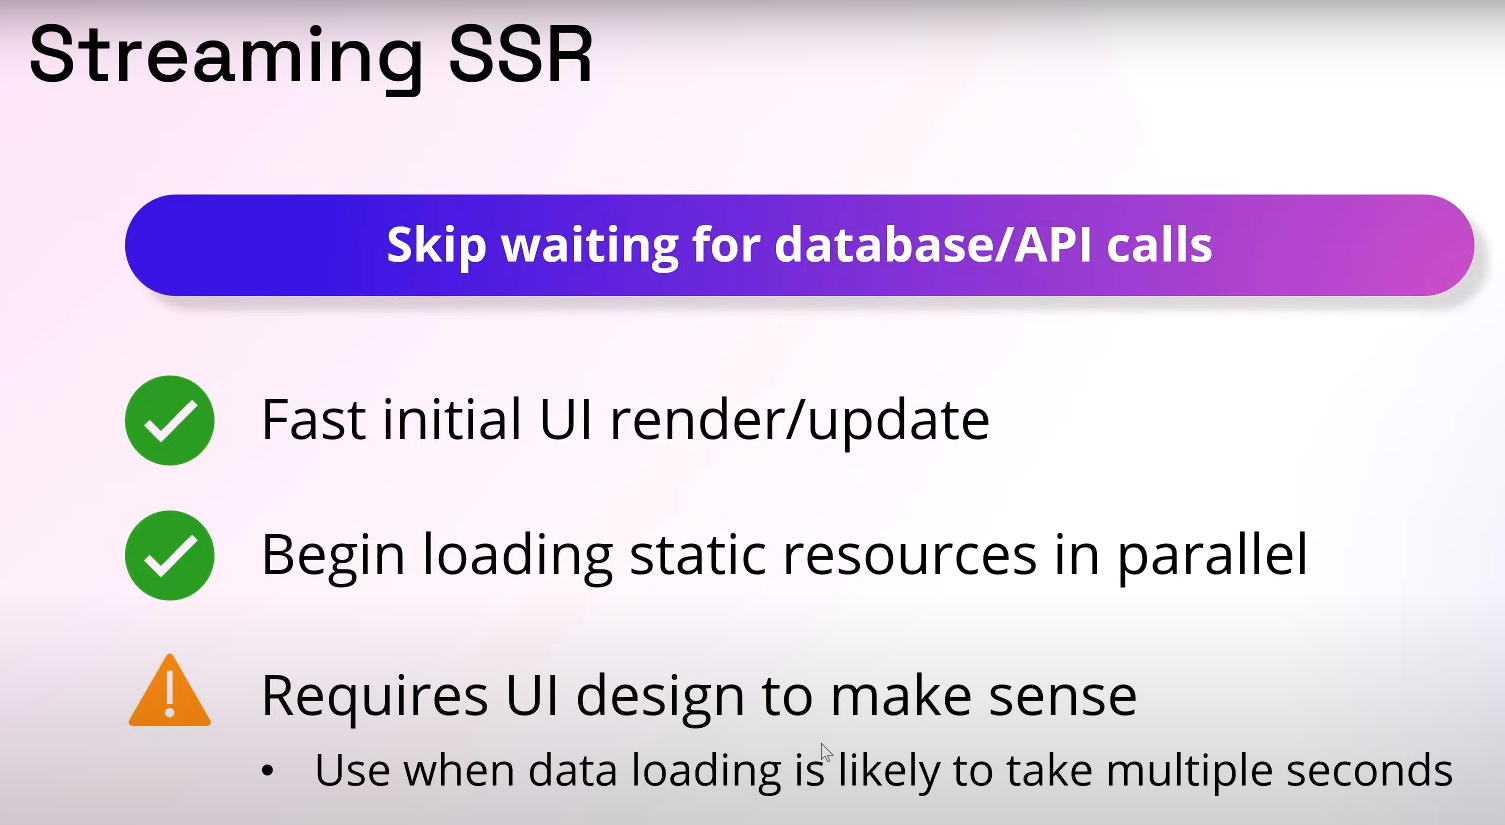 Streaming SSR
Skip waiting for database/API calls
Fast initial UI render/update
Begin loading static resources in parallel
Requires UI design to make sense
• Use when data loading is likely to take multiple seconds